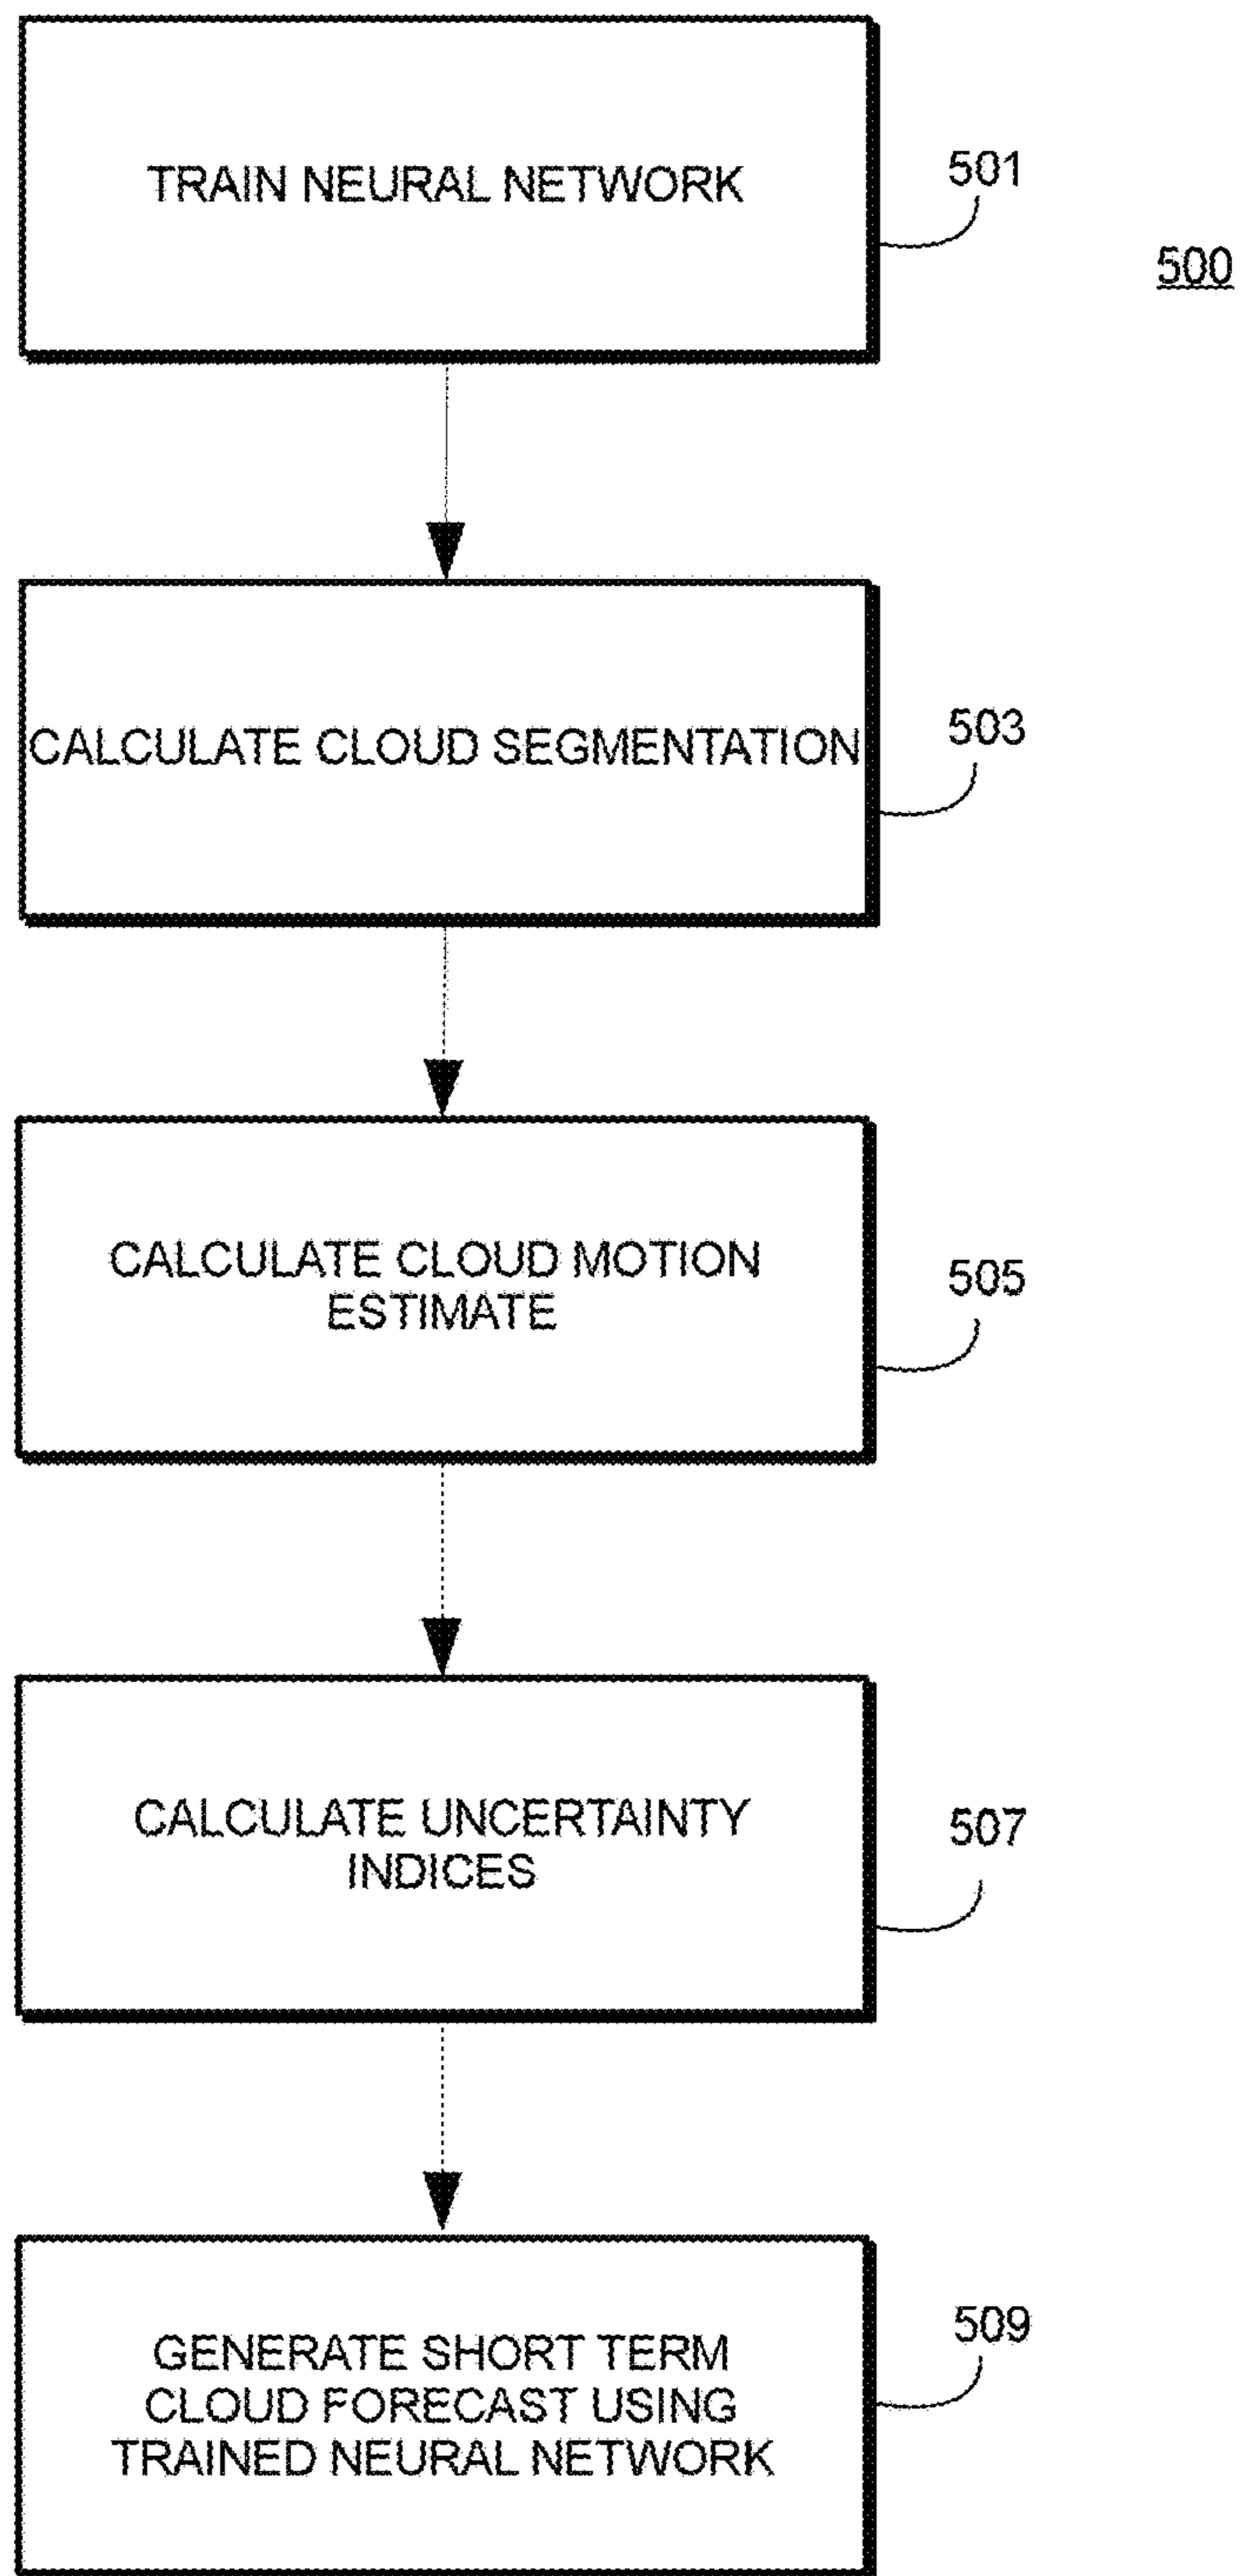 TRAIN NEURAL NETWORK
501
500
CALCULATE CLOUD SEGMENTATION
503
CALCULATE CLOUD MOTION
ESTIMATE
505
CALCULATE UNCERTAINTY
INDICES
507
GENERATE SHORT TERM
CLOUD FORECAST USING
TRAINED NEURAL NETWORK
509